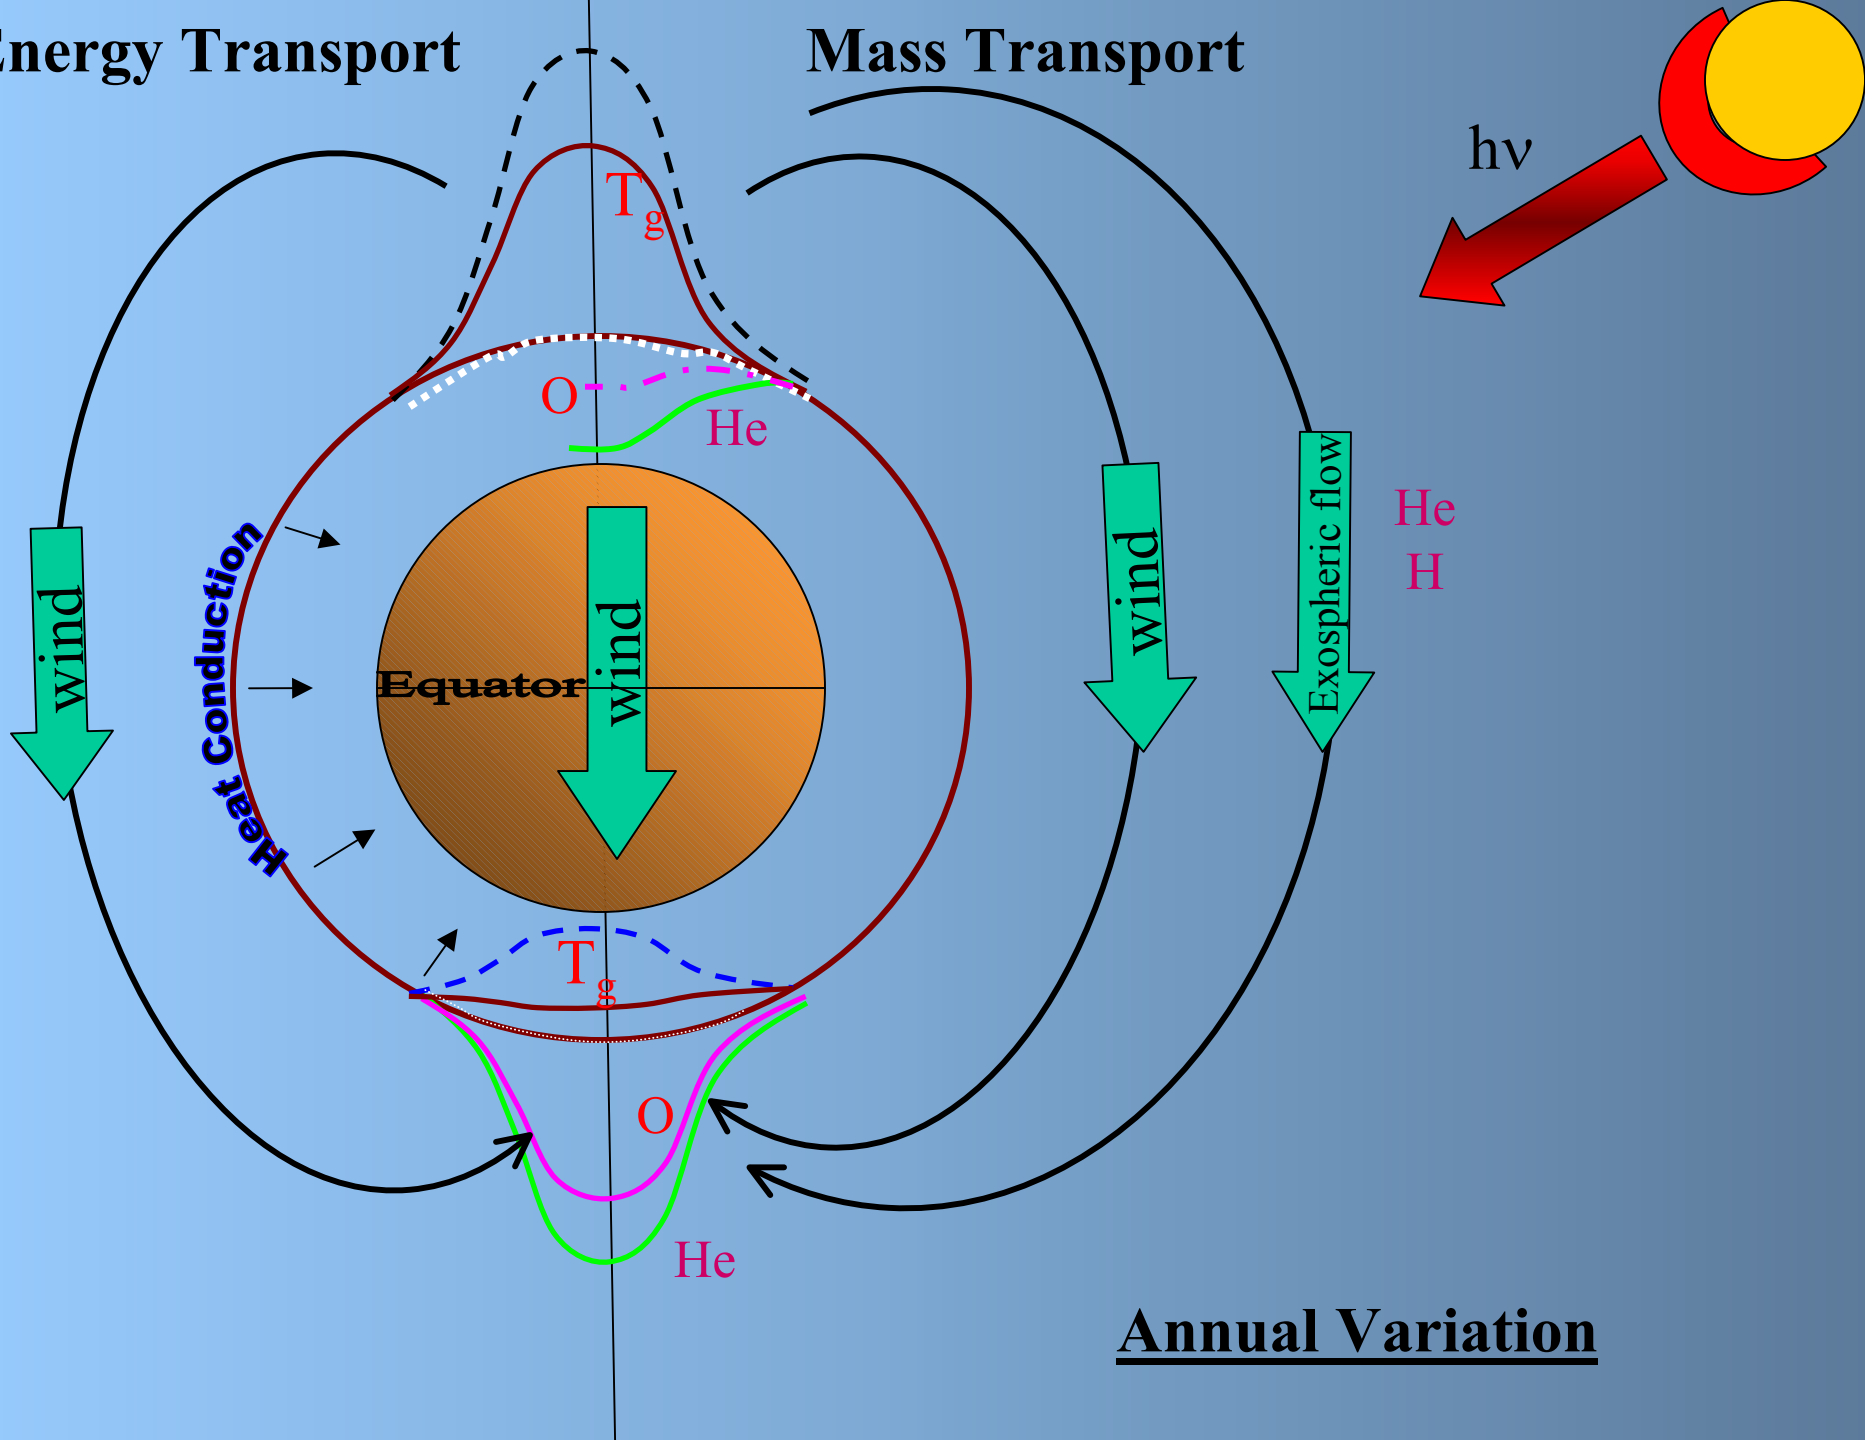 Energy Transport
Mass Transport
hν
Tg
O
He
Heat Conduction
wind
Equator
wind
wind
Exospheric flow
He
H
Tg
O
He
Annual Variation